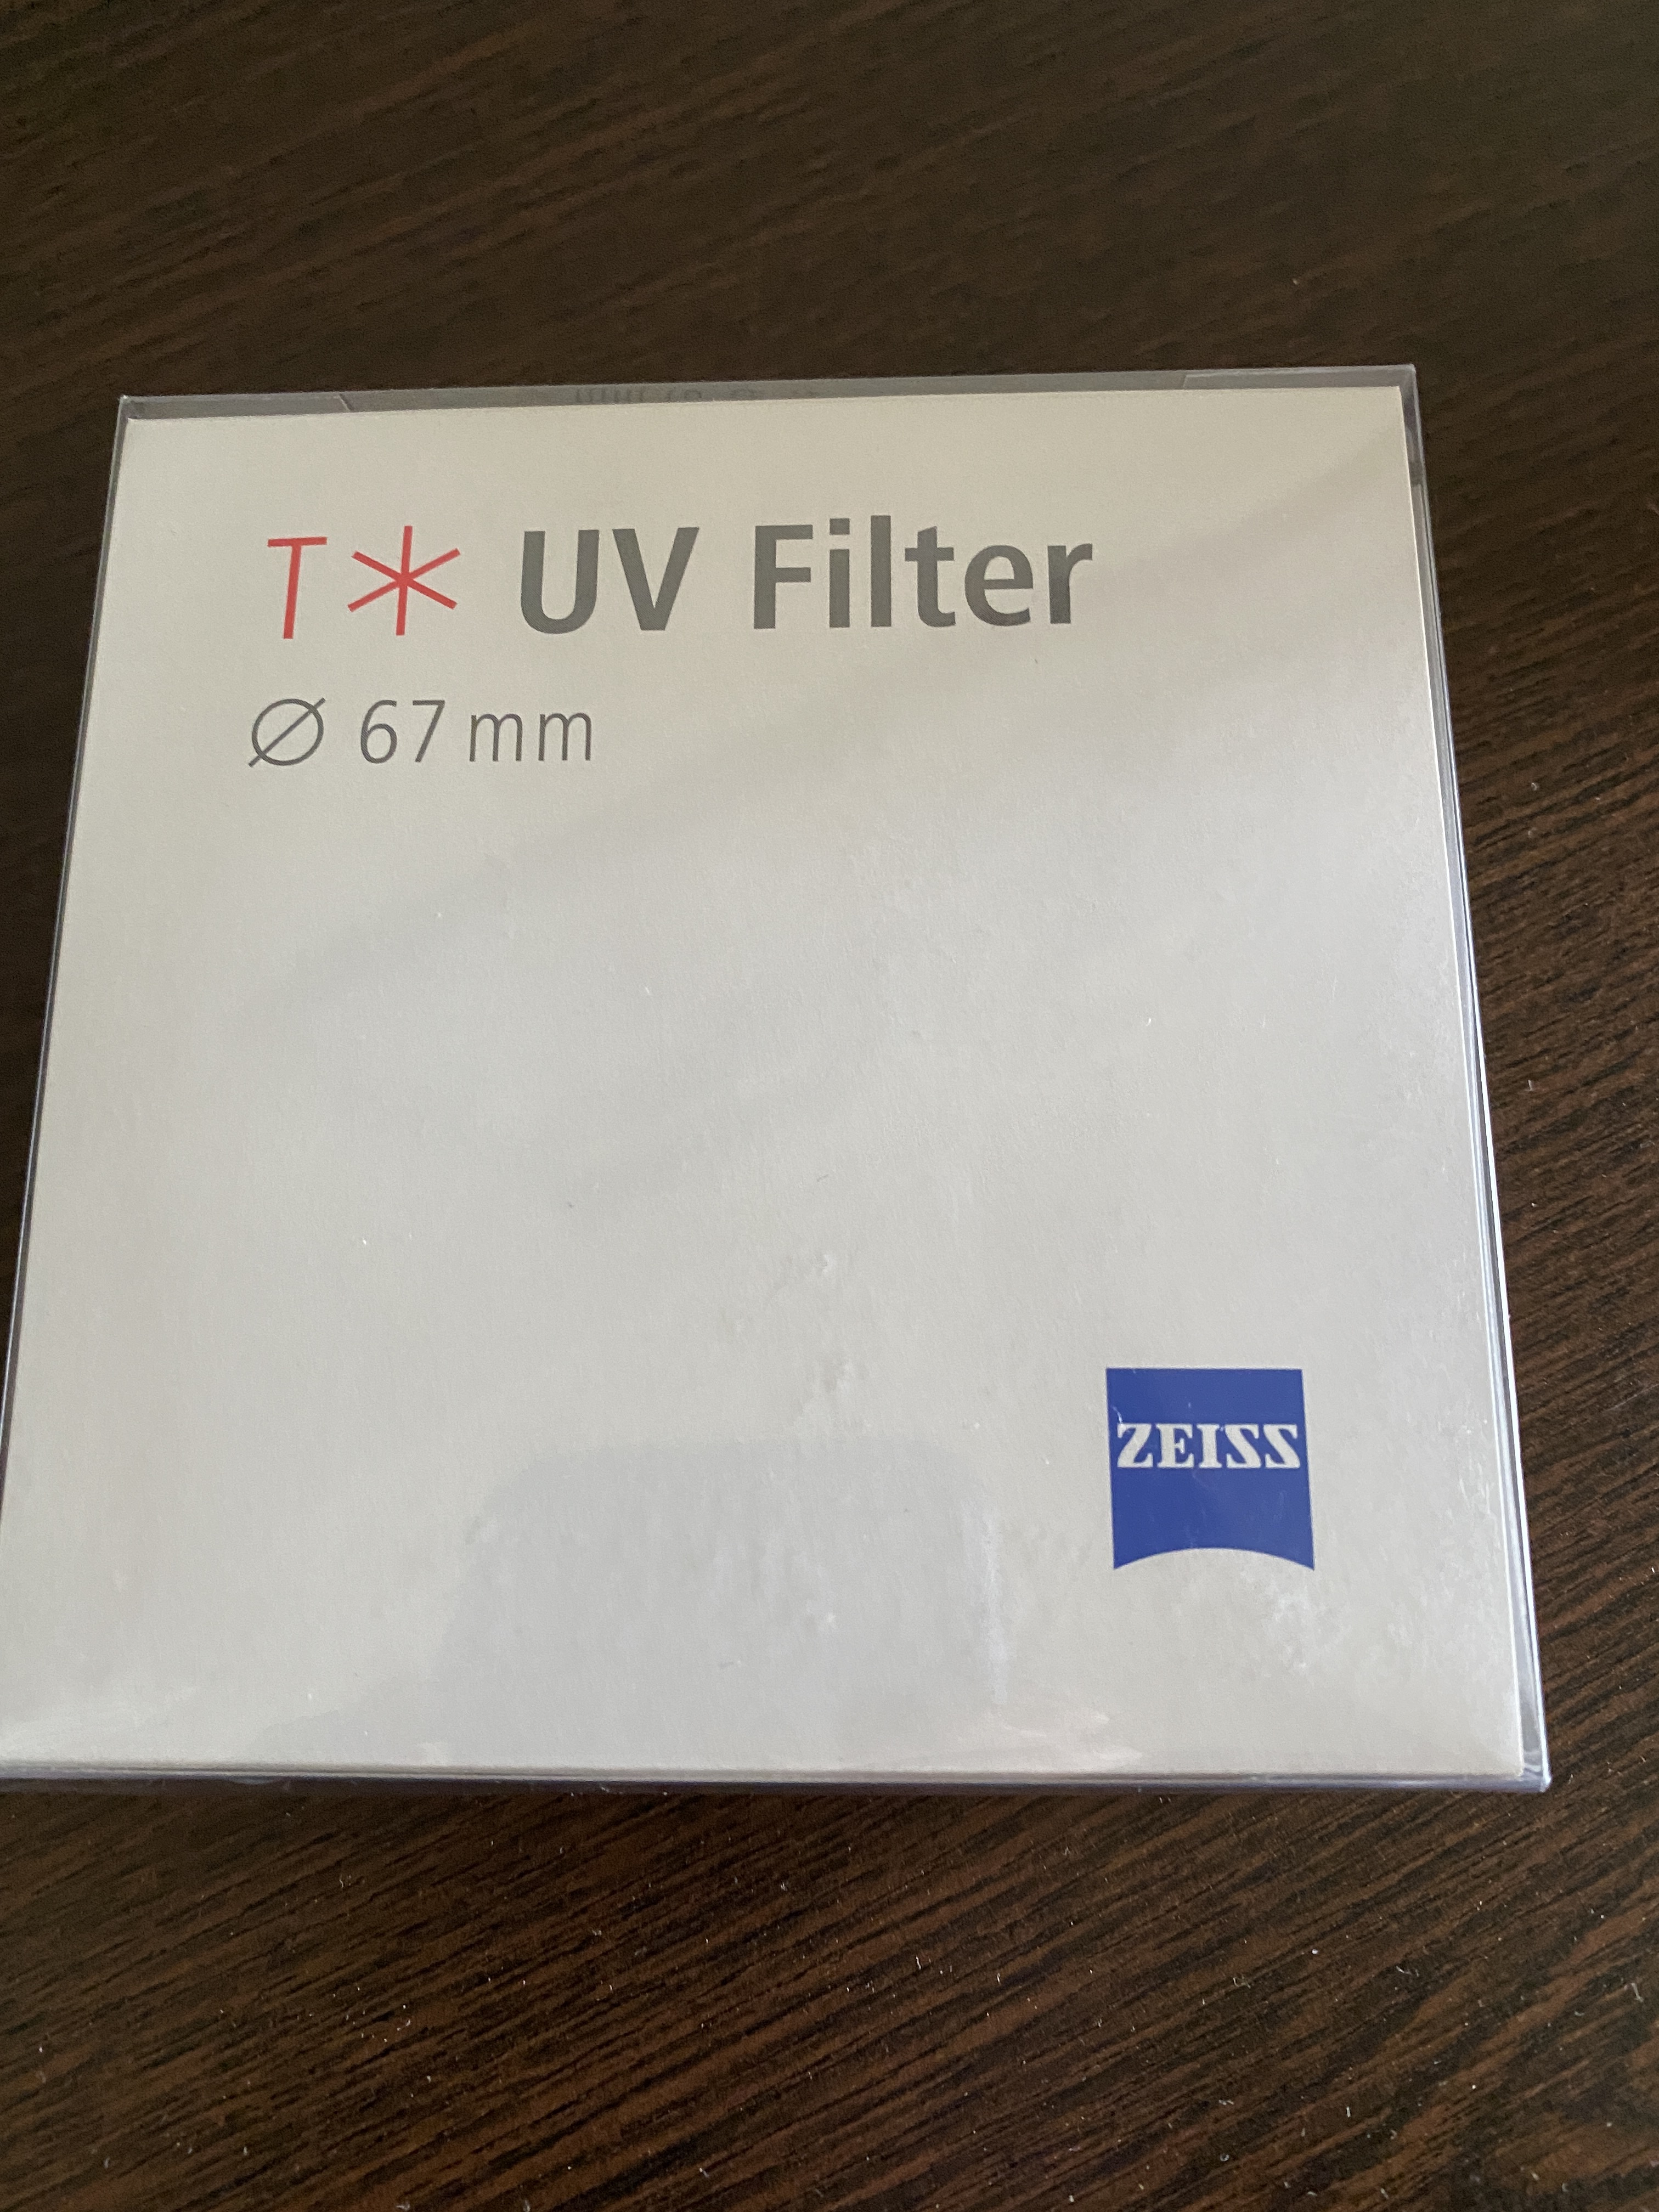 T* UV Filter
Ø 67 mm
ZEISS